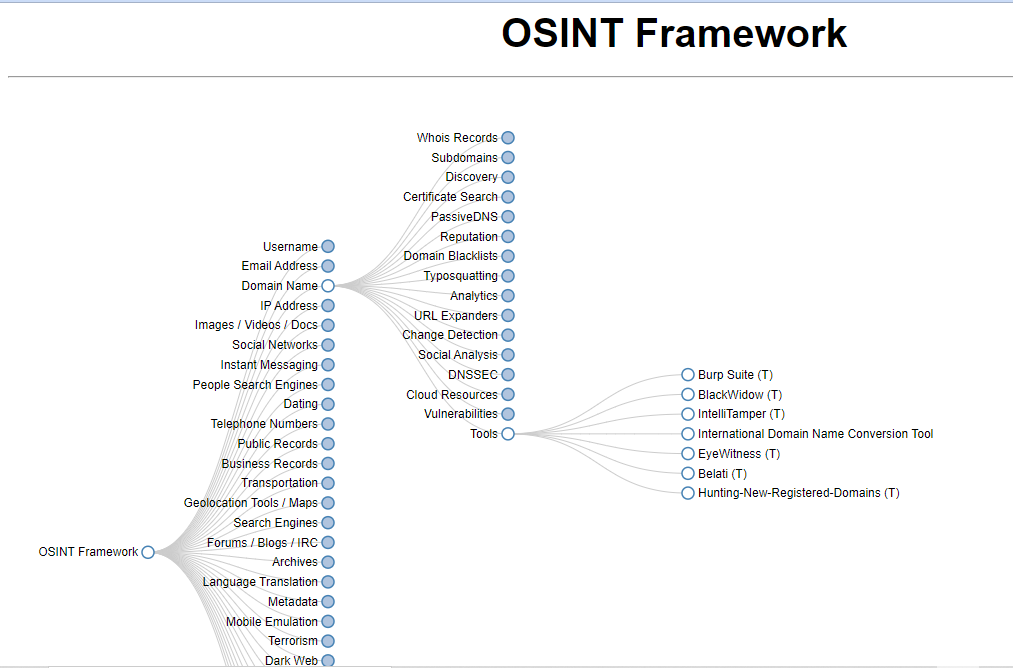 OSINT Framework
Whois Records
Subdomains
Discovery
Certificate Search
PassiveDNS
Reputation
Domain Blacklists
Typosquatting
Analytics
URL Expanders
Change Detection
Social Analysis
DNSSEC
Cloud Resources
Vulnerabilities
Tools
Username
Email Address
Domain Name
IP Address
Images / Videos / Docs
Social Networks
Instant Messaging
People Search Engines
Dating
Telephone Numbers
Public Records
Business Records
Transportation
Geolocation Tools / Maps
Search Engines
Forums / Blogs / IRC
Archives
Language Translation
Metadata
Mobile Emulation
Terrorism
Dark Web
OSINT Framework
Burp Suite (T)
BlackWidow (T)
IntelliTamper (T)
International Domain Name Conversion Tool
EyeWitness (T)
Belati (T)
Hunting-New-Registered-Domains (T)